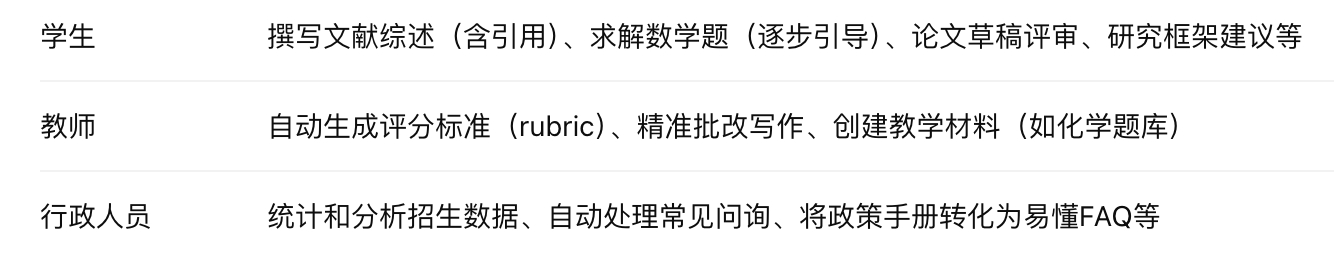 学生 撰写文献综述（含引用）、求解数学题（逐步引导）、论文草稿评审、研究框架建议等
教师 自动生成评分标准（rubric）、精准批改写作、创建教学材料（如化学题库）
行政人员 统计和分析招生数据、自动处理常见问询、将政策手册转化为易懂FAQ等